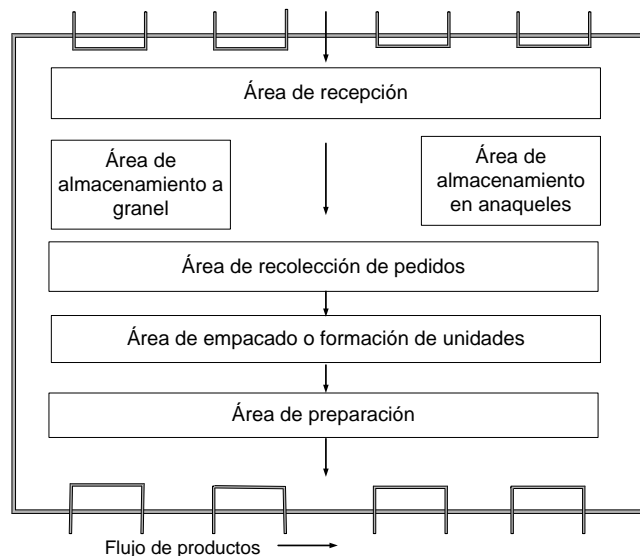 Área de recepción
Área de
almacenamiento a
granel
Área de
almacenamiento
en anaqueles
Área de recolección de pedidos
Área de empacado o formación de unidades
Área de preparación
Flujo de productos